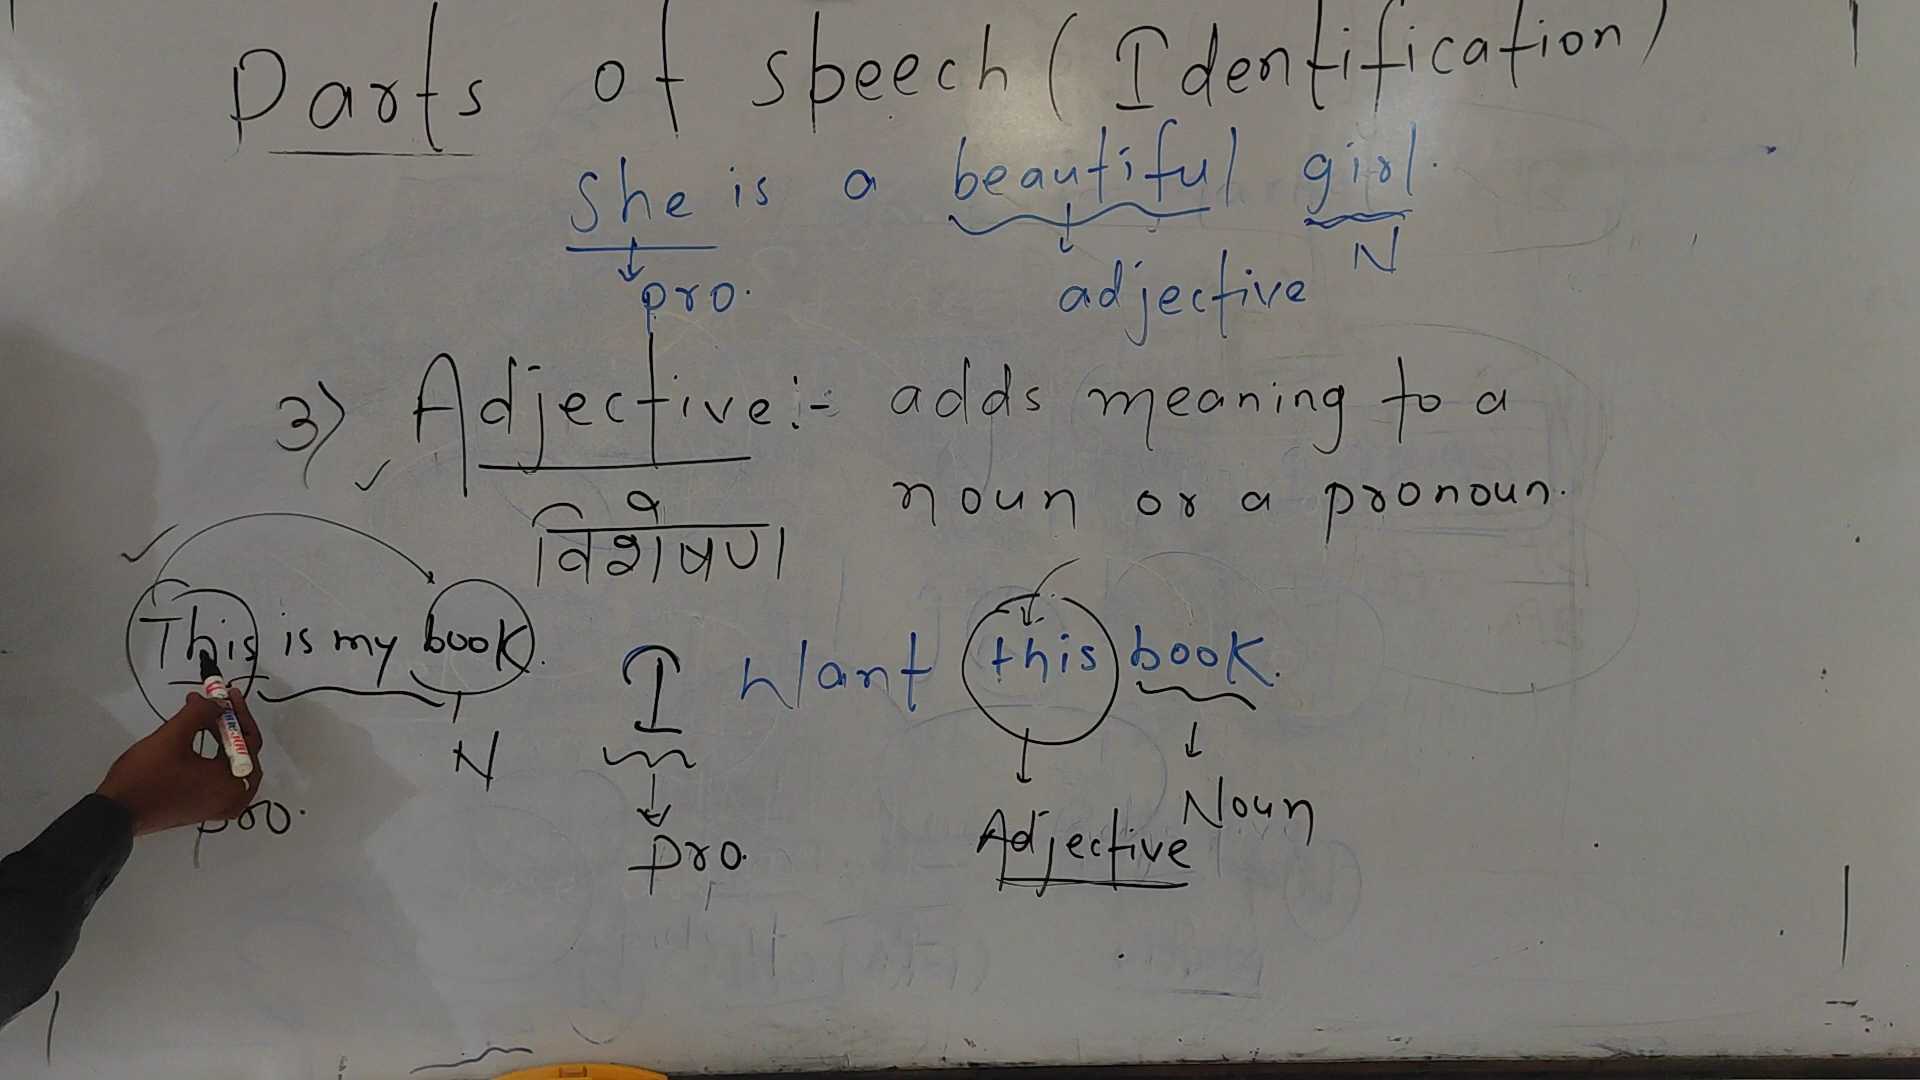 Parts of speech (Identification)
She is a beautiful girl.
pro. adjective N
3) Adjective:- adds meaning to a
विशेषण noun or a pronoun.
This is my book. I want this book.
pro. N pro. Adjective Noun